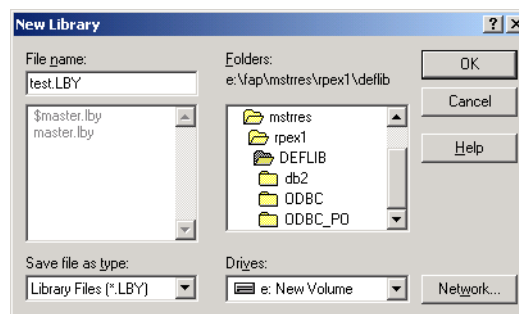 New Library
File name:
test.LBY
$master.lby
master.lby
Save file as type:
Library Files (*.LBY)
Folders:
e:\fap\mstrres\rpex1\deflib
mstrres
rpex1
DEFLIB
db2
ODBC
ODBC_PO
Drives:
e: New Volume
OK
Cancel
Help
Network...